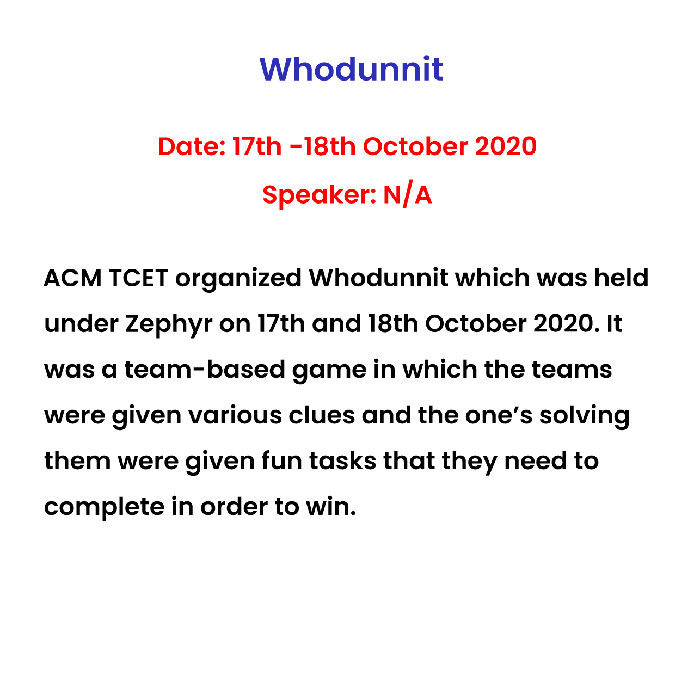 Whodunnit
Date: 17th -18th October 2020
Speaker: N/A
ACM TCET organized Whodunnit which was held
under Zephyr on 17th and 18th October 2020. It
was a team-based game in which the teams
were given various clues and the one’s solving
them were given fun tasks that they need to
complete in order to win.